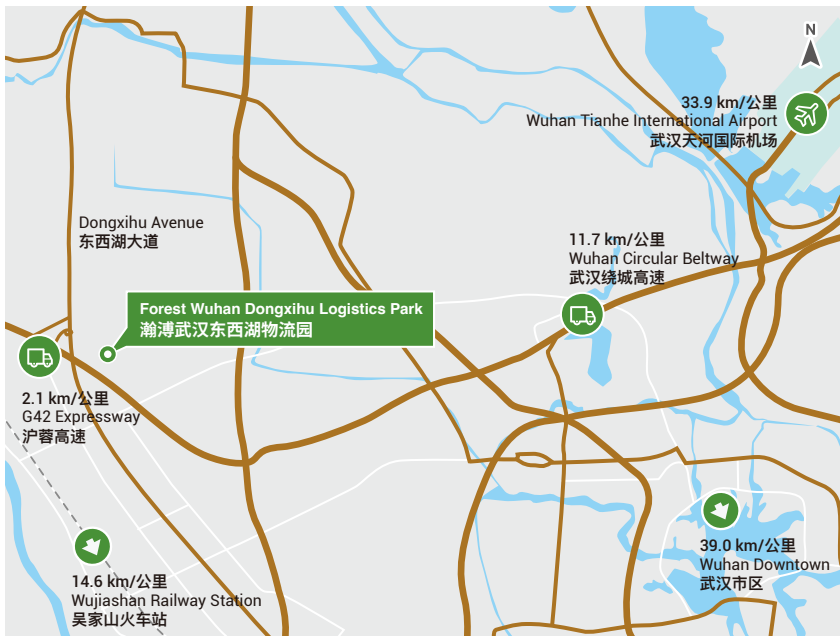 N
33.9 km/公里
Wuhan Tianhe International Airport
武汉天河国际机场
Dongxihu Avenue
东西湖大道
11.7 km/公里
Wuhan Circular Beltway
武汉绕城高速
Forest Wuhan Dongxihu Logistics Park
瀚溥武汉东西湖物流园
2.1 km/公里
G42 Expressway
沪蓉高速
14.6 km/公里
Wujiashan Railway Station
吴家山火车站
39.0 km/公里
Wuhan Downtown
武汉市区